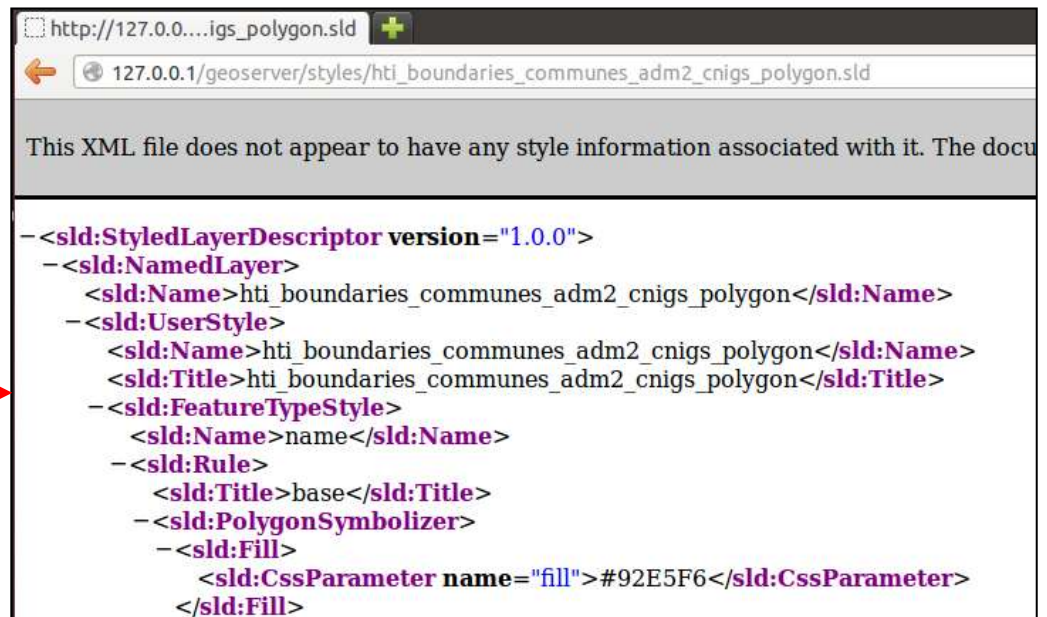 http://127.0.0....igs_polygon.sld
127.0.0.1/geoserver/styles/hti_boundaries_communes_adm2_cnigs_polygon.sld
This XML file does not appear to have any style information associated with it. The docu
−<sld:StyledLayerDescriptor version="1.0.0">
−<sld:NamedLayer>
<sld:Name>hti_boundaries_communes_adm2_cnigs_polygon</sld:Name>
−<sld:UserStyle>
<sld:Name>hti_boundaries_communes_adm2_cnigs_polygon</sld:Name>
<sld:Title>hti_boundaries_communes_adm2_cnigs_polygon</sld:Title>
−<sld:FeatureTypeStyle>
<sld:Name>name</sld:Name>
−<sld:Rule>
<sld:Title>base</sld:Title>
−<sld:PolygonSymbolizer>
−<sld:Fill>
<sld:CssParameter name="fill">#92E5F6</sld:CssParameter>
</sld:Fill>